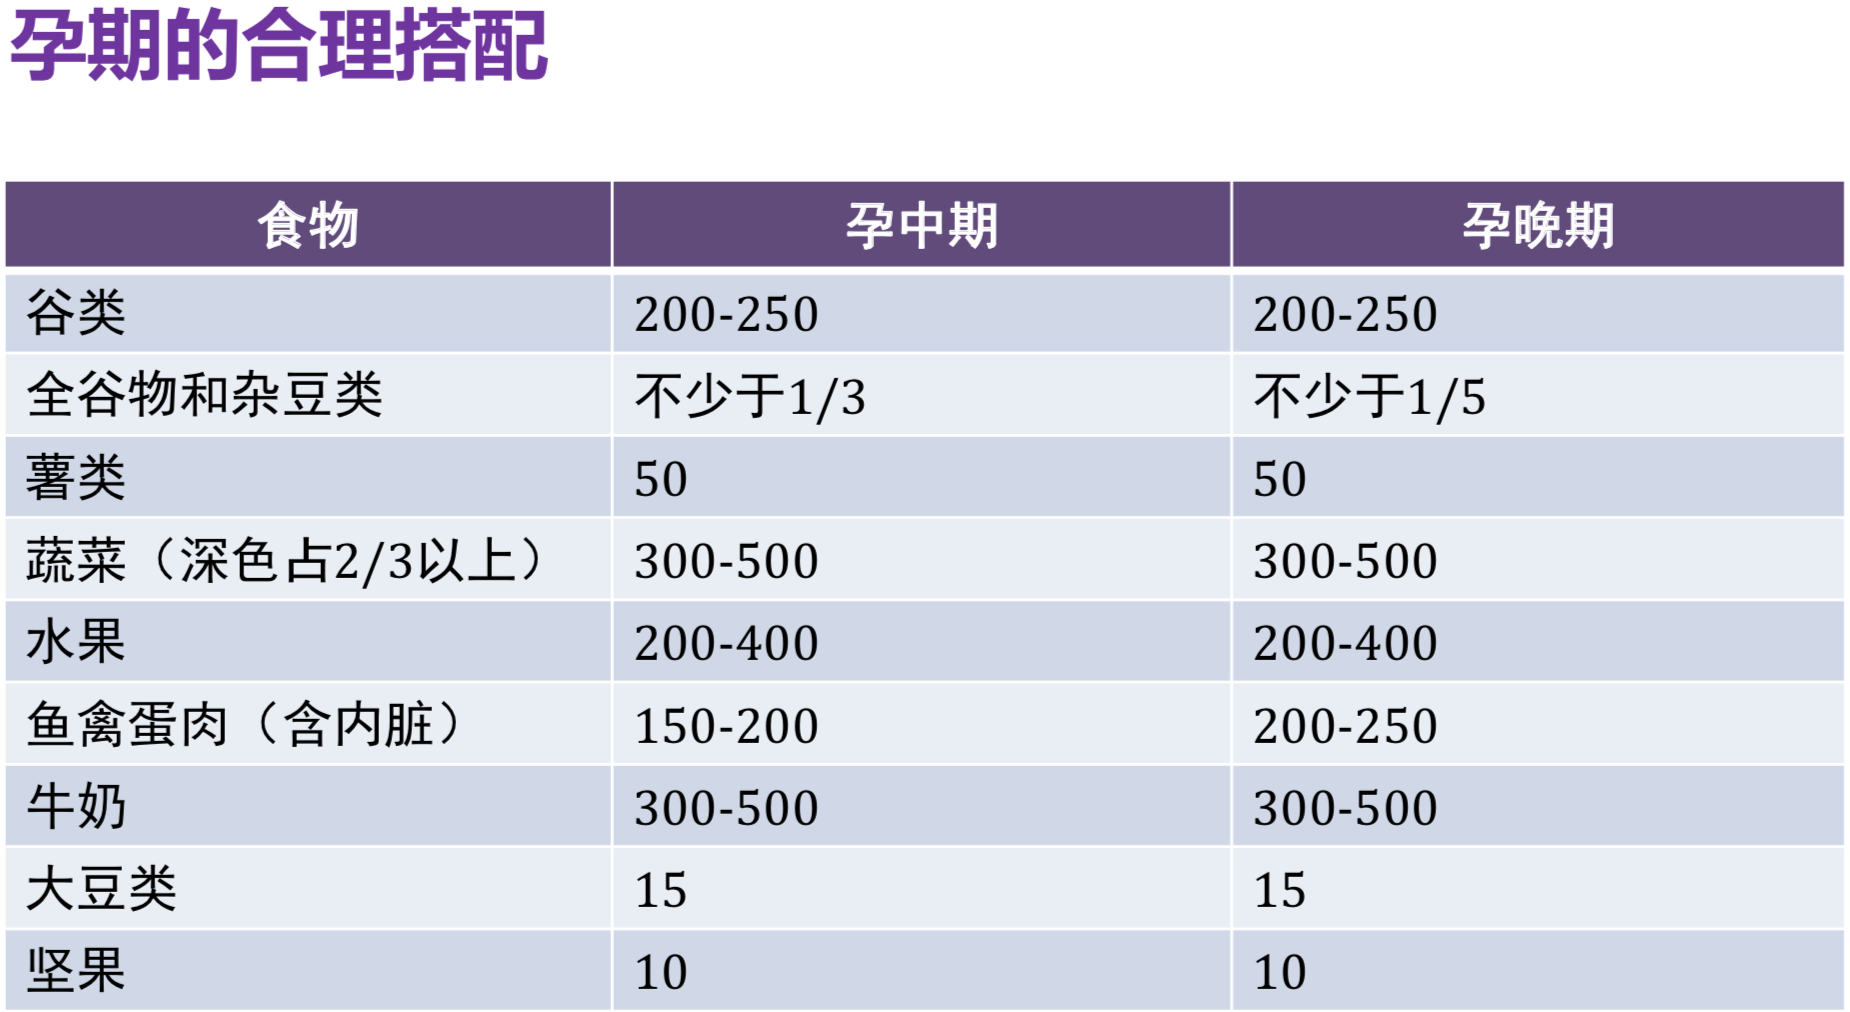 孕期的合理搭配
食物 孕中期 孕晚期
谷类 200-250 200-250
全谷物和杂豆类 不少于1/3 不少于1/5
薯类 50 50
蔬菜（深色占2/3以上） 300-500 300-500
水果 200-400 200-400
鱼禽蛋肉（含内脏） 150-200 200-250
牛奶 300-500 300-500
大豆类 15 15
坚果 10 10